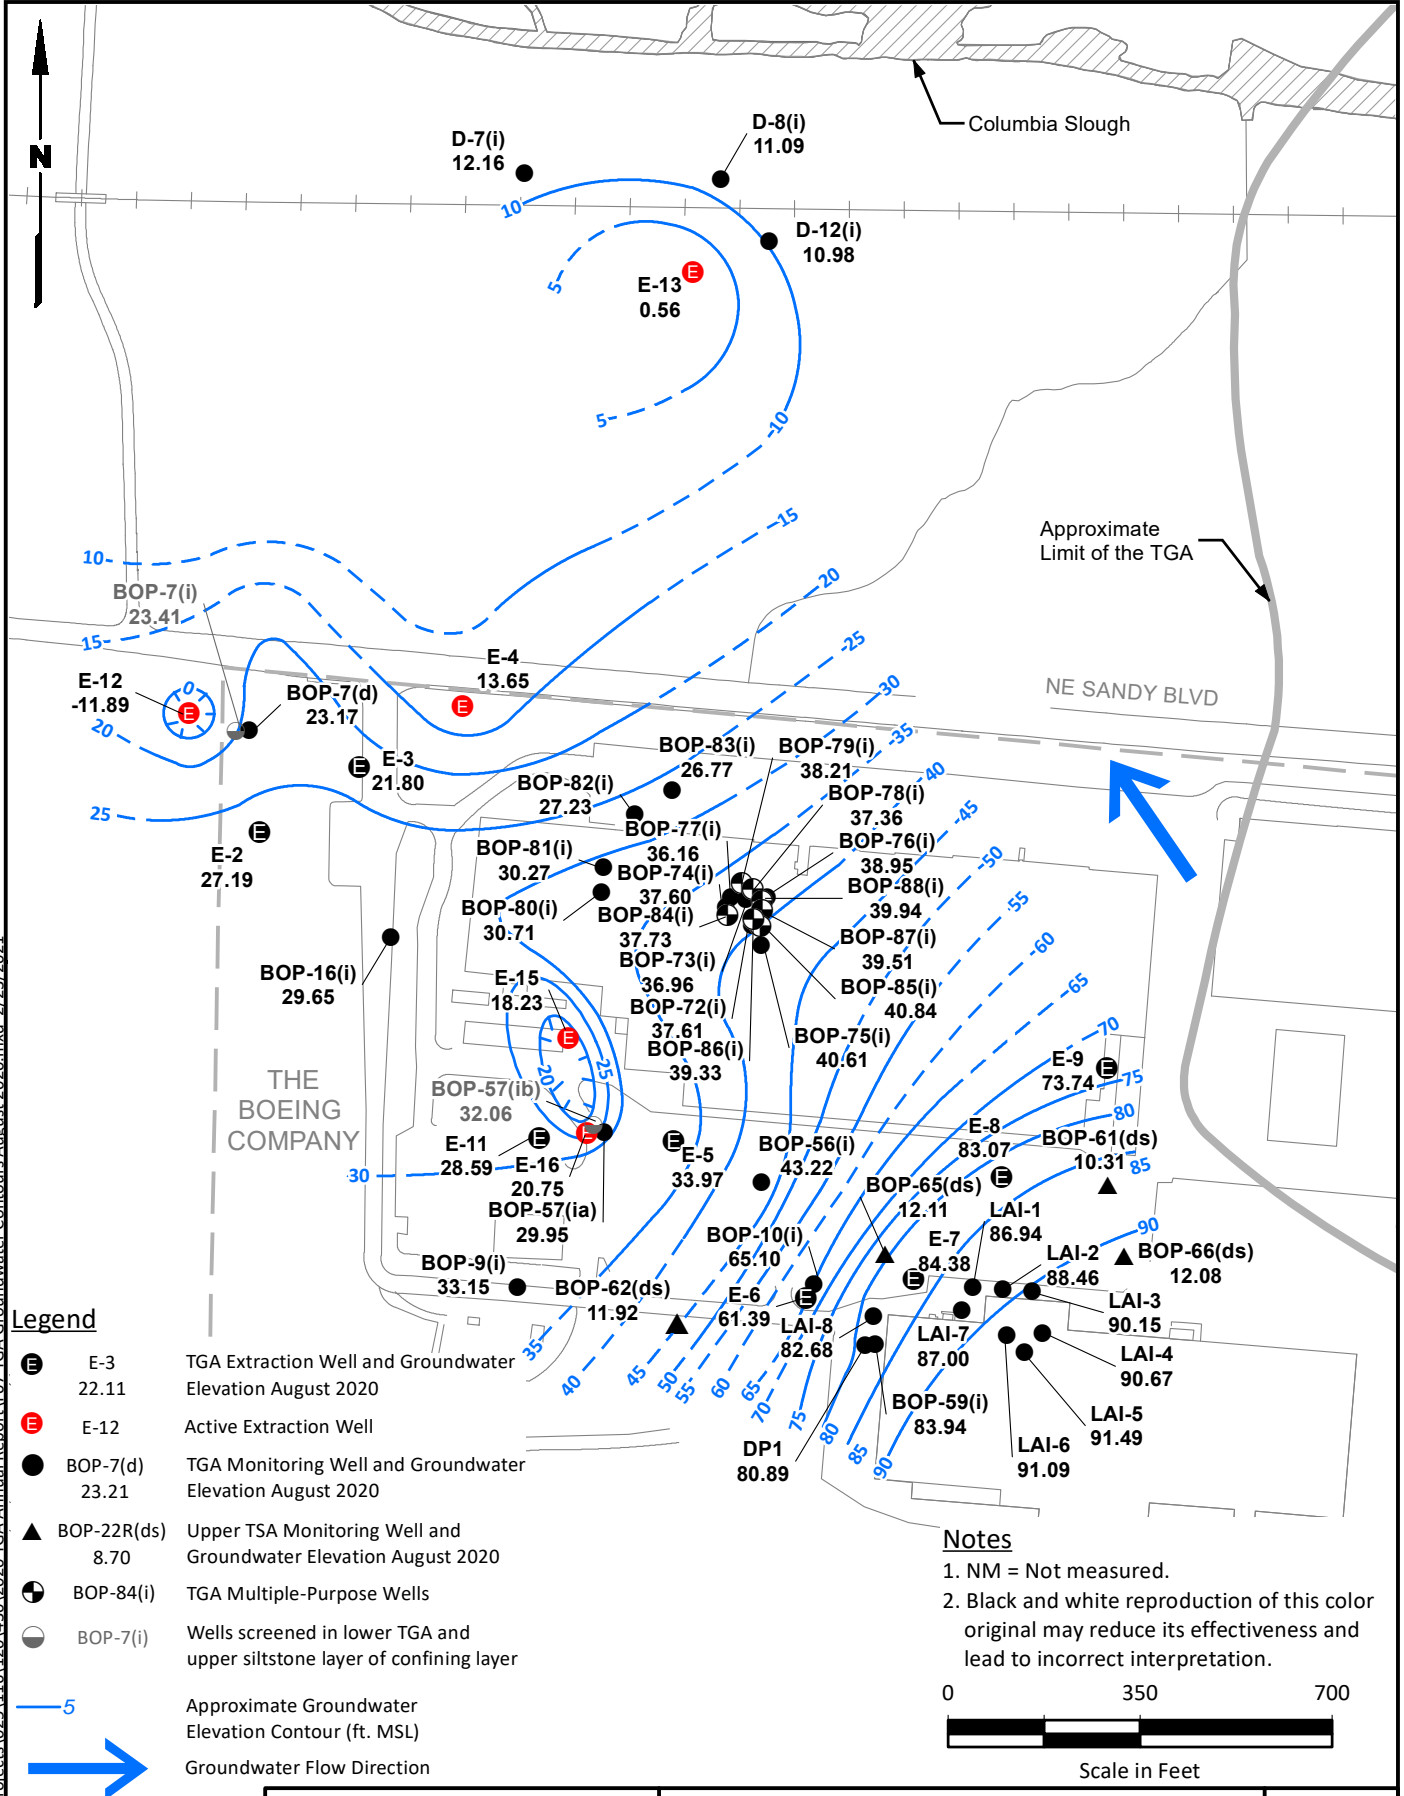 N
Columbia Slough
D-7(i)
12.16
D-8(i)
11.09
D-12(i)
10.98
10
5
E
E-13
0.56
5
10
15
20
25
30
35
40
45
50
55
60
65
70
75
80
85
90
Approximate
Limit of the TGA
10
BOP-7(i)
23.41
15
E-12
-11.89
0
E
20
BOP-7(d)
23.17
E-4
13.65
E
NE SANDY BLVD
E
E-3
21.80
25
E
E-2
27.19
BOP-83(i)
26.77
BOP-79(i)
38.21
BOP-82(i)
27.23
BOP-78(i)
37.36
BOP-77(i)
36.16
BOP-76(i)
38.95
BOP-81(i)
30.27
BOP-74(i)
37.60
BOP-88(i)
39.94
BOP-80(i)
30.71
BOP-84(i)
37.73
BOP-87(i)
39.51
BOP-73(i)
36.96
BOP-16(i)
29.65
E-15
18.23
E
BOP-85(i)
40.84
BOP-72(i)
37.61
BOP-75(i)
40.61
BOP-86(i)
39.33
20
25
THE
BOEING
COMPANY
BOP-57(ib)
32.06
E-9
73.74
E
E
E-11
28.59
E
E-16
20.75
E
E-5
33.97
BOP-56(i)
43.22
E-8
83.07
E
BOP-61(ds)
10.31
30
BOP-57(ia)
29.95
BOP-65(ds)
12.11
LAI-1
86.94
BOP-10(i)
65.10
E-7
84.38
E
LAI-2
88.46
BOP-66(ds)
12.08
BOP-9(i)
33.15
BOP-62(ds)
11.92
E-6
61.39
E
LAI-8
82.68
LAI-7
87.00
LAI-3
90.15
LAI-4
90.67
BOP-59(i)
83.94
LAI-5
91.49
DP1
80.89
LAI-6
91.09
35
40
45
50
55
60
65
70
75
80
85
90
Legend
E
E-3
22.11
TGA Extraction Well and Groundwater
Elevation August 2020
E
E-12
Active Extraction Well
BOP-7(d)
23.21
TGA Monitoring Well and Groundwater
Elevation August 2020
BOP-22R(ds)
8.70
Upper TSA Monitoring Well and
Groundwater Elevation August 2020
BOP-84(i)
TGA Multiple-Purpose Wells
BOP-7(i)
Wells screened in lower TGA and
upper siltstone layer of confining layer
5
Approximate Groundwater
Elevation Contour (ft. MSL)
Groundwater Flow Direction
Notes
1. NM = Not measured.
2. Black and white reproduction of this color
original may reduce its effectiveness and
lead to incorrect interpretation.
0 350 700
Scale in Feet